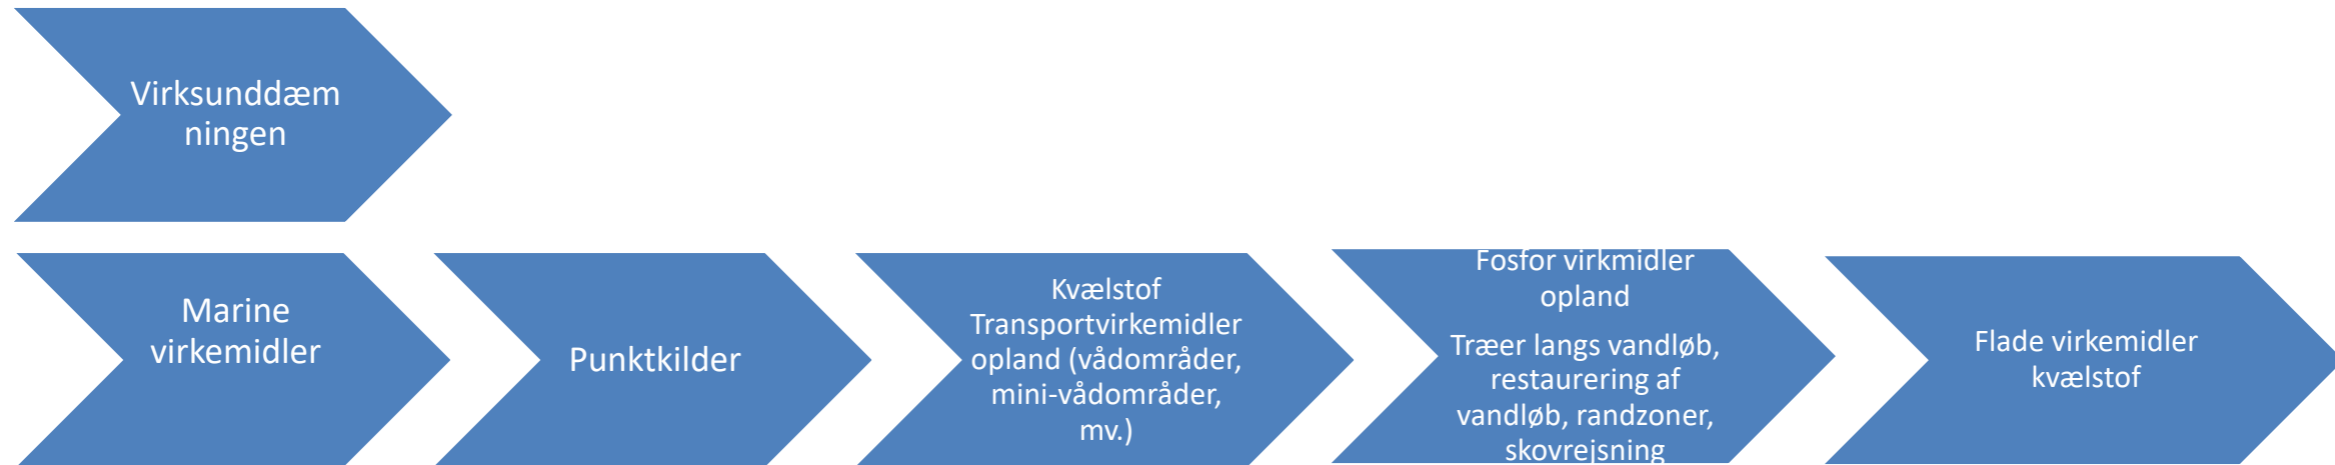 Virksunddæm
ningen
Marine
virkemidler
Punktkilder
Kvælstof
Transportvirkemidler
opland (vådområder,
mini-vådområder,
mv.)
Fosfor virkmidler
opland
Træer langs vandløb,
restaurering af
vandløb, randzoner,
skovrejsning
Flade virkemidler
kvælstof